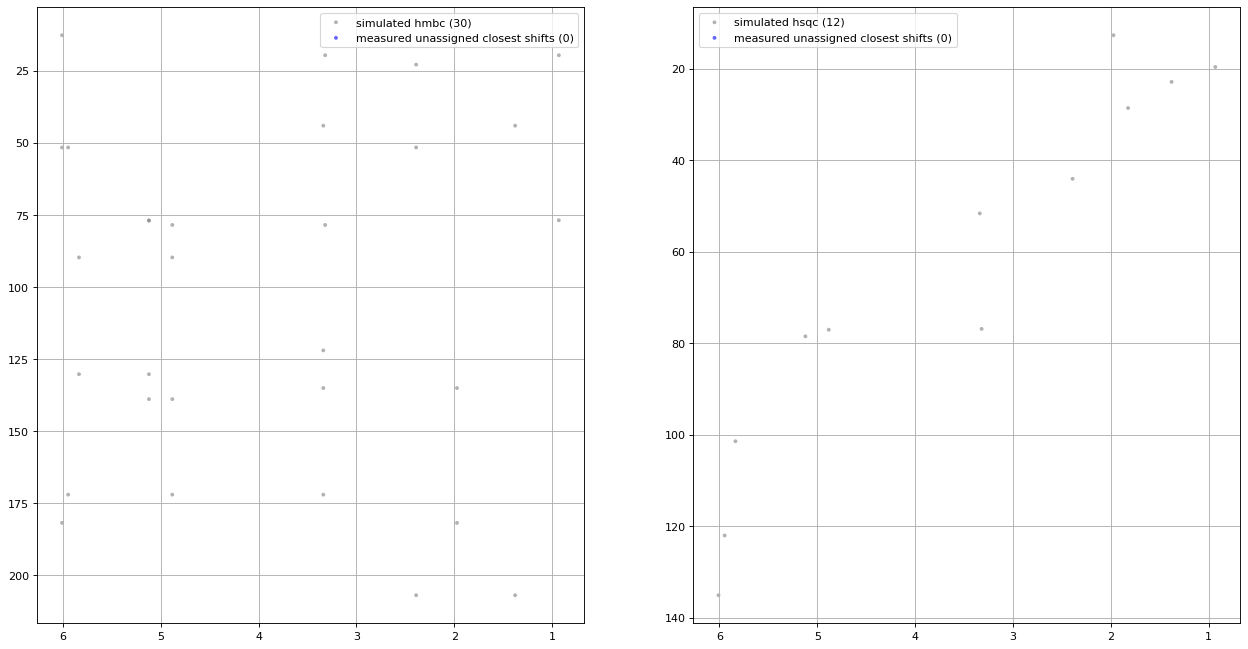 simulated hmbc (30)
measured unassigned closest shifts (0)
25
50
75
100
125
150
175
200
6 5 4 3 2 1
simulated hsqc (12)
measured unassigned closest shifts (0)
20
40
60
80
100
120
140
6 5 4 3 2 1